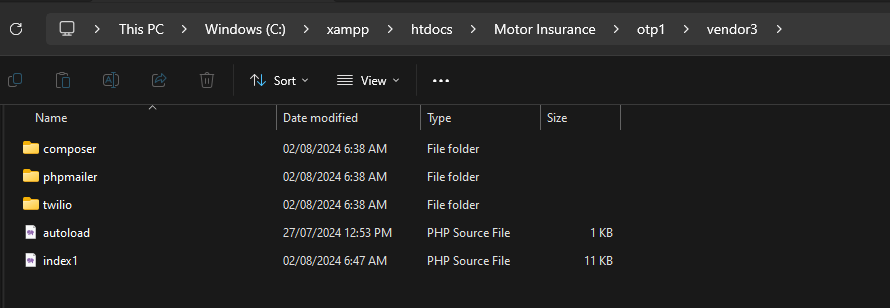 This PC > Windows (C:) > xampp > htdocs > Motor Insurance > otp1 > vendor3 >
Sort View
Name Date modified Type Size
composer 02/08/2024 6:38 AM File folder
phpmailer 02/08/2024 6:38 AM File folder
twilio 02/08/2024 6:38 AM File folder
autoload 27/07/2024 12:53 PM PHP Source File 1 KB
index1 02/08/2024 6:47 AM PHP Source File 11 KB